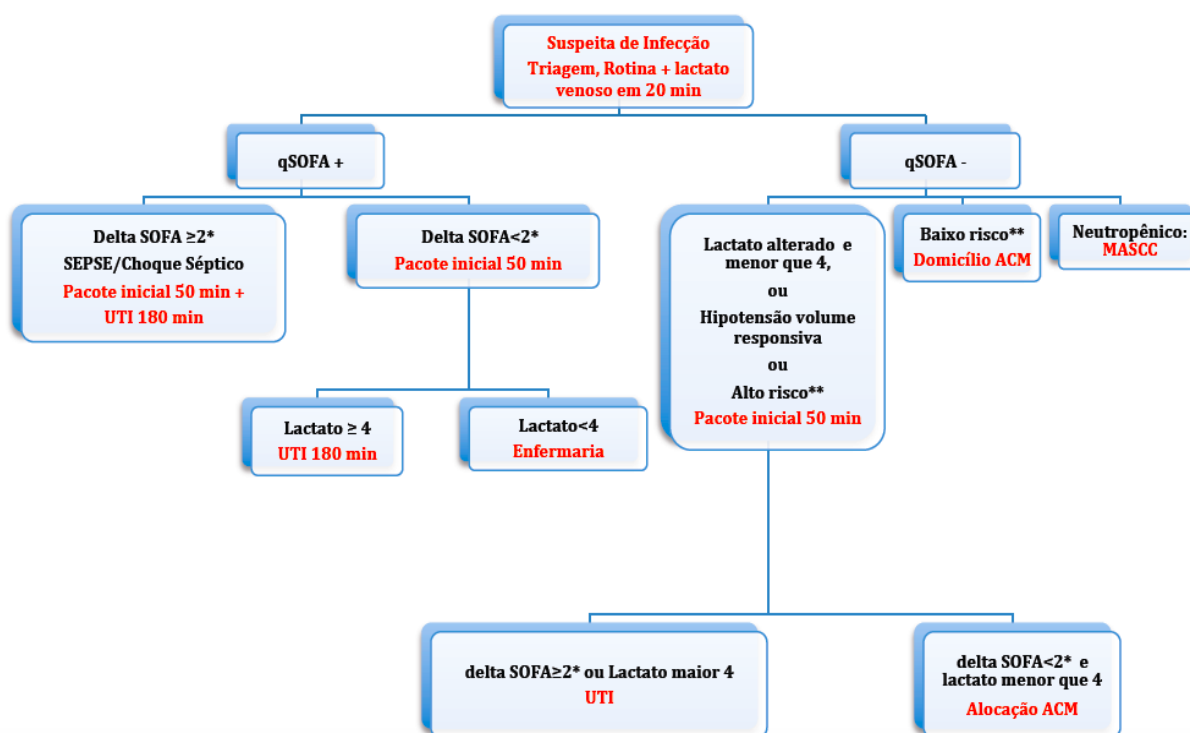 Suspeita de Infecção
Triagem, Rotina + lactato
venoso em 20 min
qSOFA +
qSOFA -
Delta SOFA ≥2*
SEPSE/Choque Séptico
Pacote inicial 50 min +
UTI 180 min
Delta SOFA<2*
Pacote inicial 50 min
Lactato alterado e
menor que 4,
ou
Hipotensão volume
responsiva
ou
Alto risco**
Pacote inicial 50 min
Baixo risco**
Domicílio ACM
Neutropênico:
MASCC
Lactato ≥ 4
UTI 180 min
Lactato<4
Enfermaria
delta SOFA≥2* ou Lactato maior 4
UTI
delta SOFA<2* e
lactato menor que 4
Alocação ACM